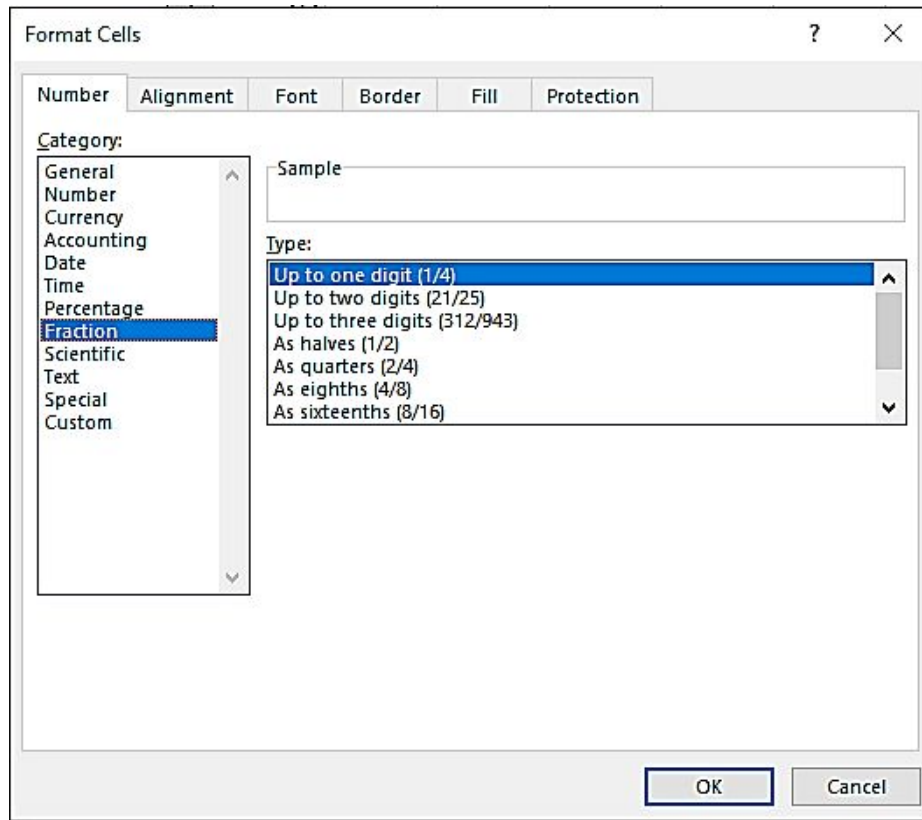 Format Cells
?
Number Alignment Font Border Fill Protection
Category:
General
Number
Currency
Accounting
Date
Time
Percentage
Fraction
Scientific
Text
Special
Custom
Sample
Type:
Up to one digit (1/4)
Up to two digits (21/25)
Up to three digits (312/943)
As halves (1/2)
As quarters (2/4)
As eighths (4/8)
As sixteenths (8/16)
OK Cancel